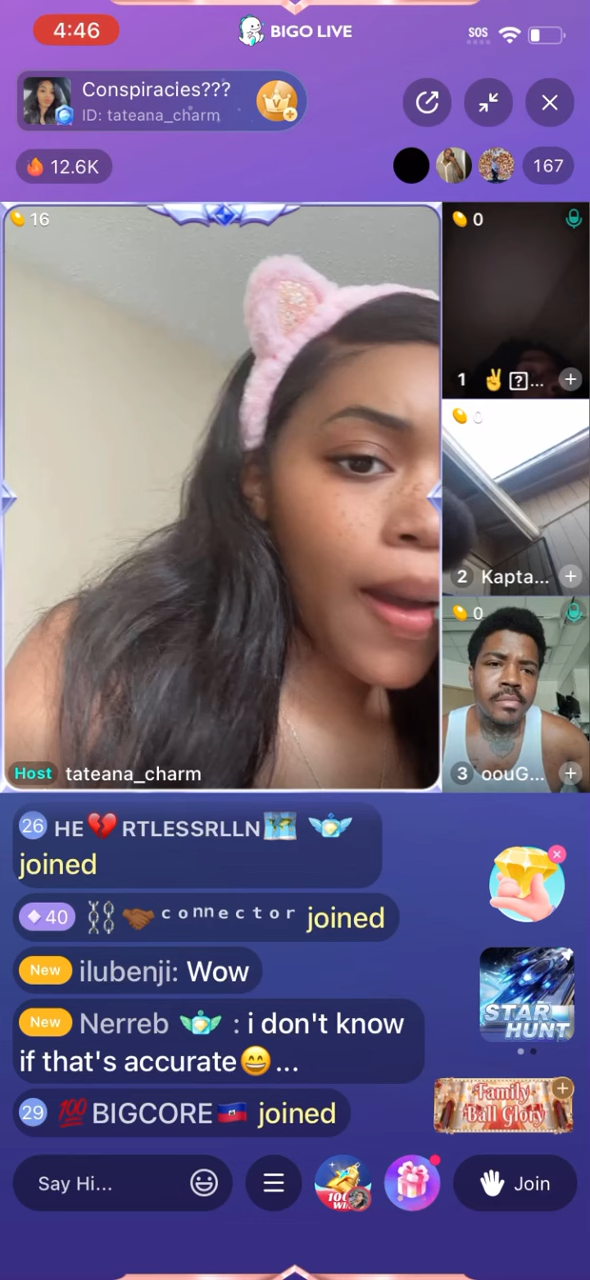 4:46
BIGO LIVE
SOS
Conspiracies???
ID: tateana_charm
12.6K
167
16
0
1 ✌️ ...
0
2 Kapta...
0
3 oouG...
Host tateana_charm
26 HE💔RTLESSRLLN🗺️
joined
40 ⛓️🤝🏾ᶜᵒⁿⁿᵉᶜᵗᵒʳ joined
New ilubenji: Wow
New Nerreb : i don't know
if that's accurate😄...
29 💯BIGCORE🇭🇹 joined
STAR
HUNT
Family
Ball Glory
Say Hi...
Join